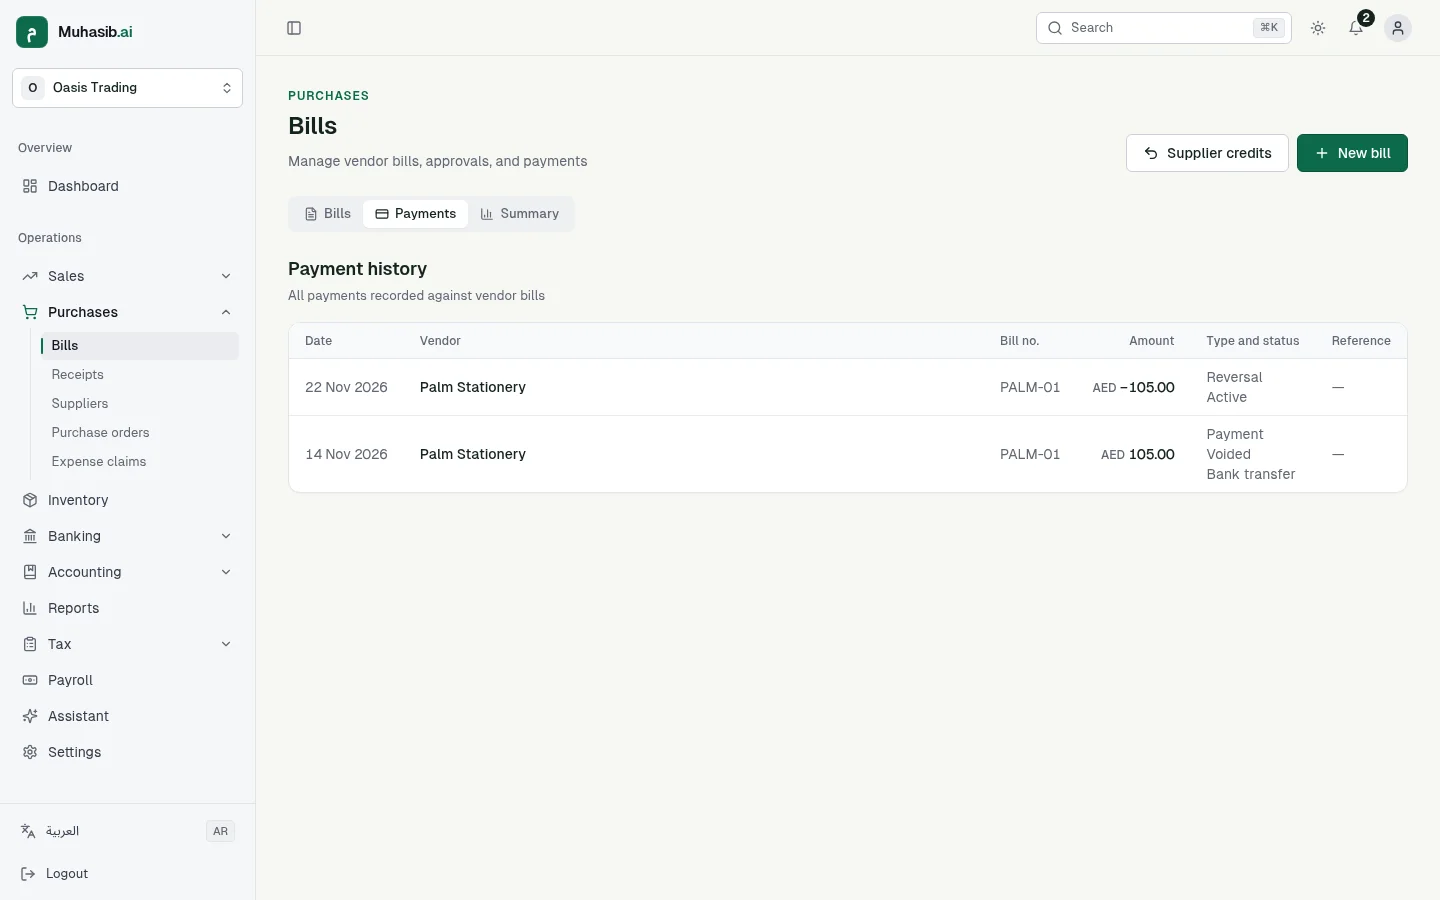 Muhasib.ai
O Oasis Trading
Overview
Dashboard
Operations
Sales
Purchases
Bills
Receipts
Suppliers
Purchase orders
Expense claims
Inventory
Banking
Accounting
Reports
Tax
Payroll
Assistant
Settings
العربية AR
Logout
Search ⌘K
2
PURCHASES
Bills
Manage vendor bills, approvals, and payments
Supplier credits
New bill
Bills Payments Summary
Payment history
All payments recorded against vendor bills
Date Vendor Bill no. Amount Type and status Reference
22 Nov 2026 Palm Stationery PALM-01 AED −105.00 Reversal —
Active
14 Nov 2026 Palm Stationery PALM-01 AED 105.00 Payment —
Voided
Bank transfer